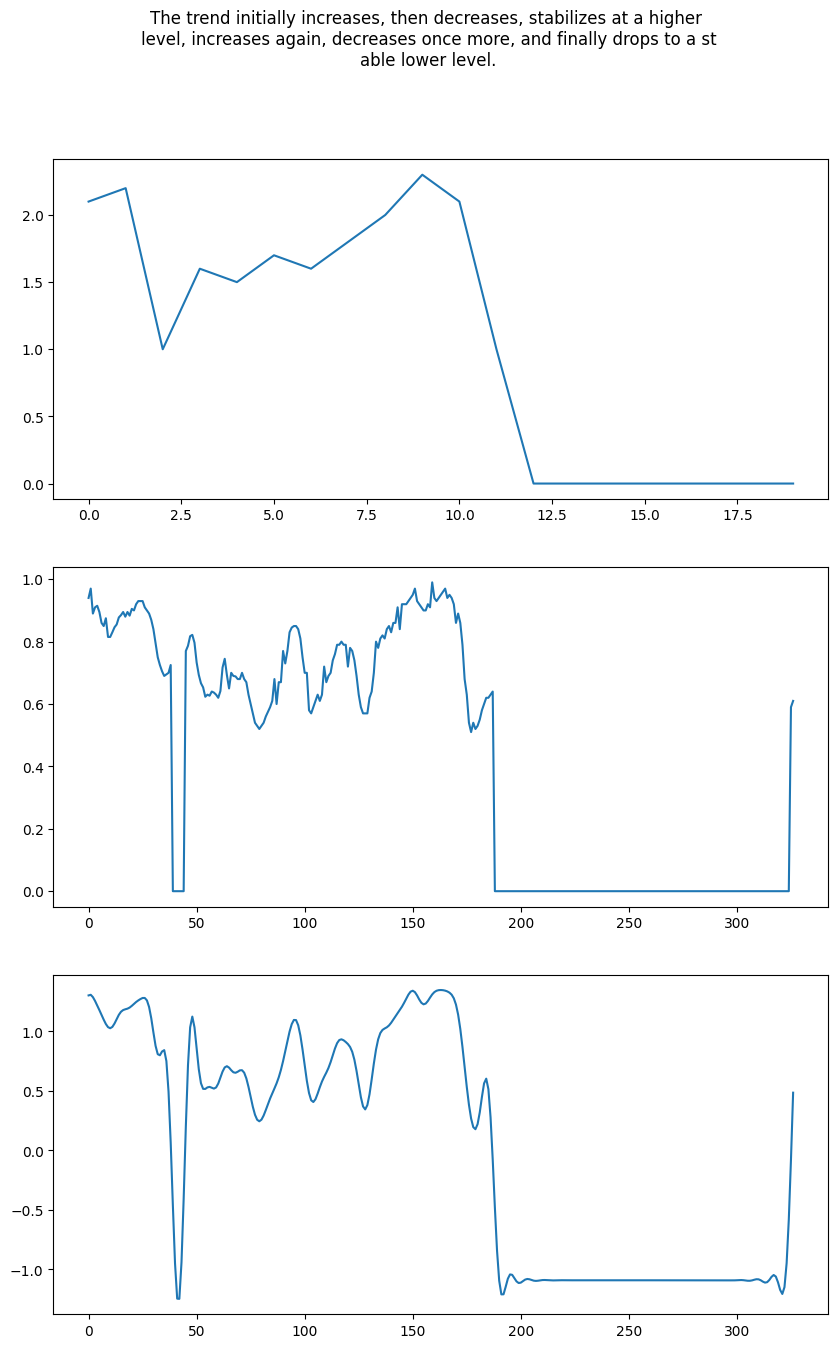 The trend initially increases, then decreases, stabilizes at a higher
level, increases again, decreases once more, and finally drops to a st
able lower level.
2.0
1.5
1.0
0.5
0.0
0.0 2.5 5.0 7.5 10.0 12.5 15.0 17.5
1.0
0.8
0.6
0.4
0.2
0.0
0 50 100 150 200 250 300
1.0
0.5
0.0
−0.5
−1.0
0 50 100 150 200 250 300